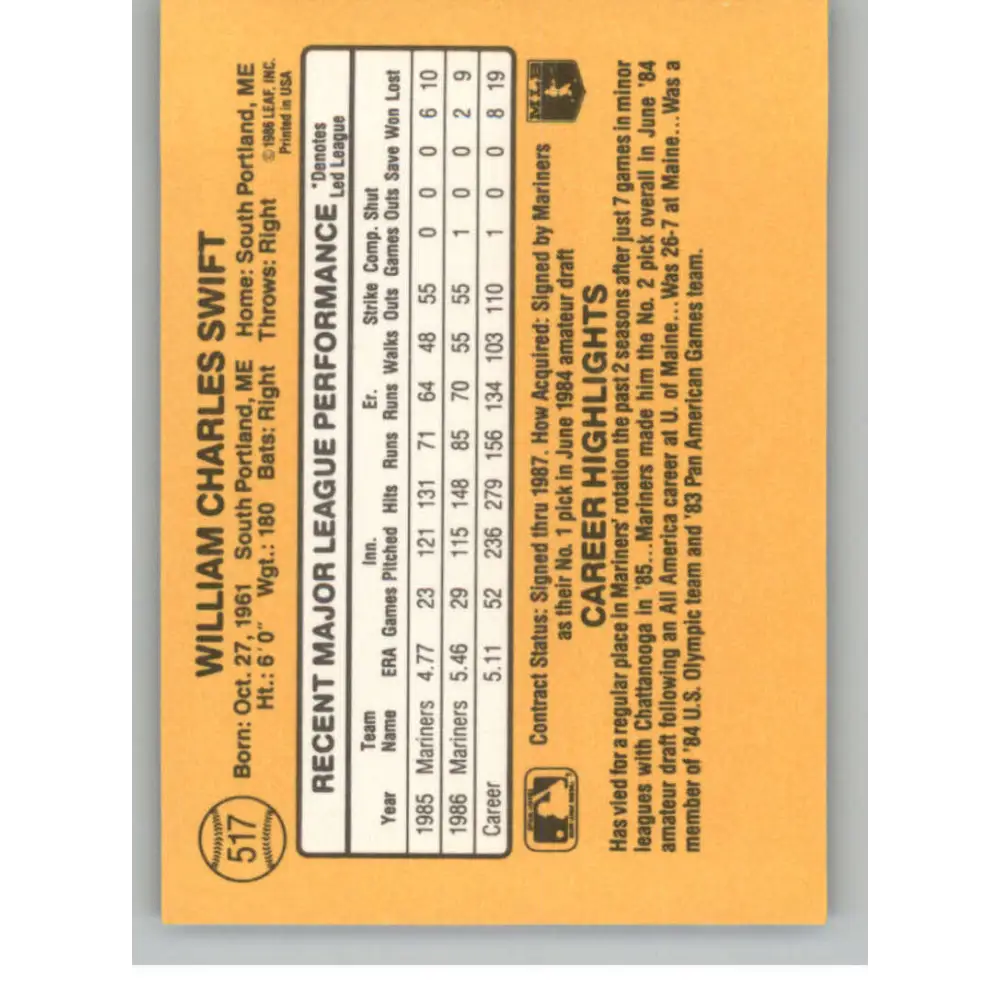 517
WILLIAM CHARLES SWIFT
Born: Oct. 27, 1961 South Portland, ME Home: South Portland, ME
Ht.: 6'0" Wgt.: 180 Bats: Right Throws: Right
© 1986 LEAF, INC.
Printed in USA
RECENT MAJOR LEAGUE PERFORMANCE
*Denotes
Led League
Team Inn. Er. Strike Comp. Shut
Year Name ERA Games Pitched Hits Runs Runs Walks Outs Games Outs Save Won Lost
1985 Mariners 4.77 23 121 131 71 64 48 55 0 0 0 6 10
1986 Mariners 5.46 29 115 148 85 70 55 55 1 0 0 2 9
Career 5.11 52 236 279 156 134 103 110 1 0 0 8 19
Contract Status: Signed thru 1987. How Acquired: Signed by Mariners
as their No. 1 pick in June 1984 amateur draft
MLB
CAREER HIGHLIGHTS
Has vied for a regular place in Mariners' rotation the past 2 seasons after just 7 games in minor
leagues with Chattanooga in '85...Mariners made him the No. 2 pick overall in June '84
amateur draft following an All America career at U. of Maine...Was 26-7 at Maine...Was a
member of '84 U.S. Olympic team and '83 Pan American Games team.